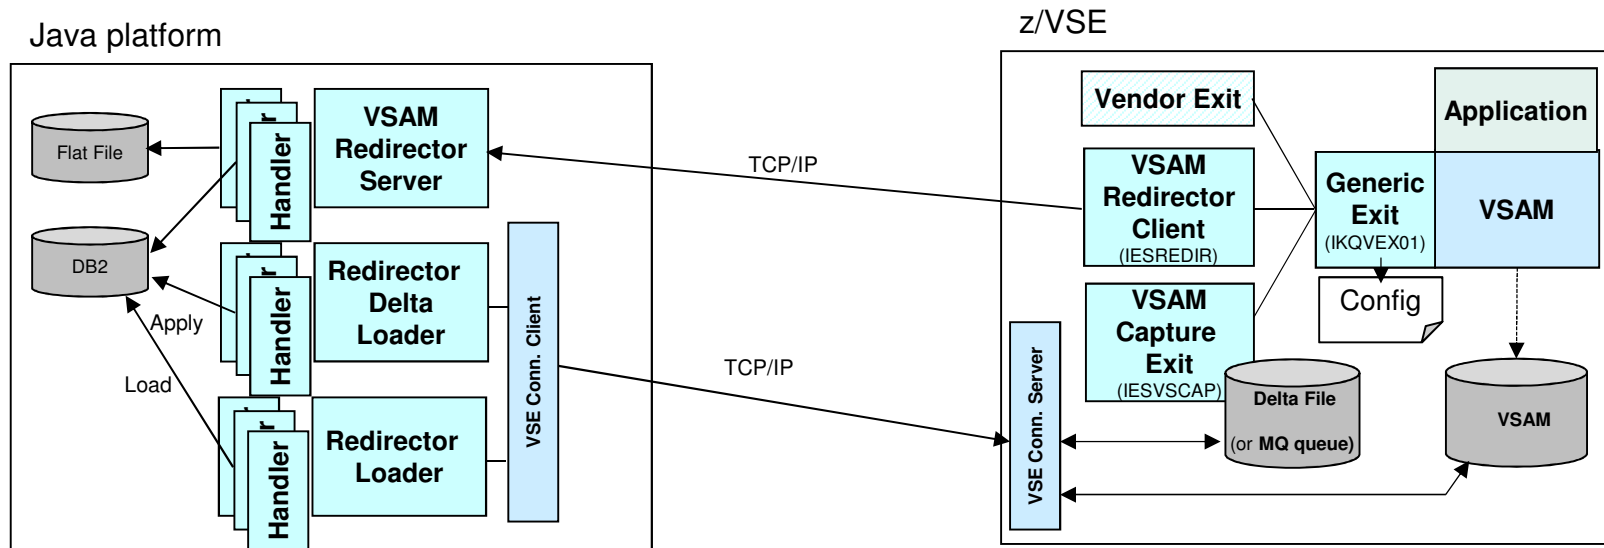 Java platform
z/VSE
Flat File
DB2
Apply
Load
Handler
VSAM
Redirector
Server
Handler
Redirector
Delta
Loader
Handler
Redirector
Loader
VSE Conn. Client
TCP/IP
TCP/IP
Vendor Exit
VSAM
Redirector
Client
(IESREDIR)
VSAM
Capture
Exit
(IESVSCAP)
Generic
Exit
(IKQVEX01)
Application
VSAM
Config
VSE Conn. Server
Delta File
(or MQ queue)
VSAM